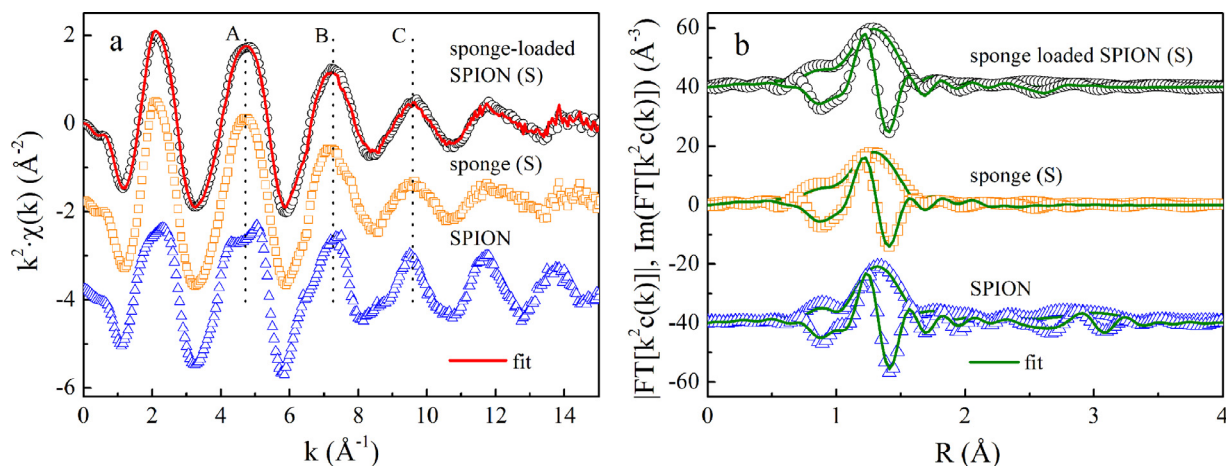 a
A
B
C
sponge-loaded
SPION (S)
sponge (S)
SPION
fit
2
0
-2
-4
-6
k²·χ(k) (Å⁻²)
0 2 4 6 8 10 12 14
k (Å⁻¹)
b
sponge loaded SPION (S)
sponge (S)
SPION
fit
60
40
20
0
-20
-40
-60
|FT[k²c(k)]|, Im(FT[k²c(k)]) (Å⁻³)
0 1 2 3 4
R (Å)